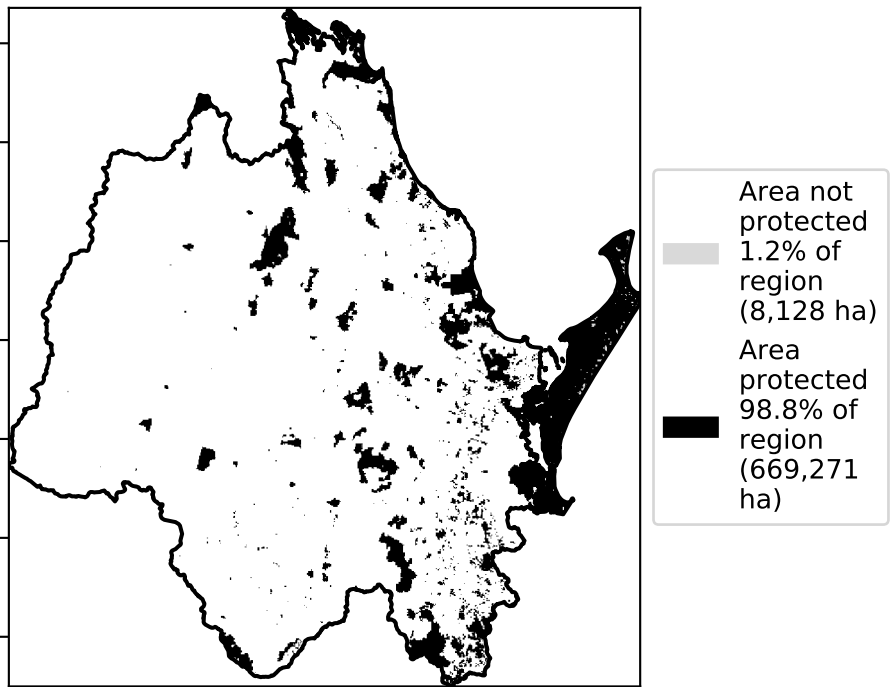 Area not
protected
1.2% of
region
(8,128 ha)
Area
protected
98.8% of
region
(669,271
ha)